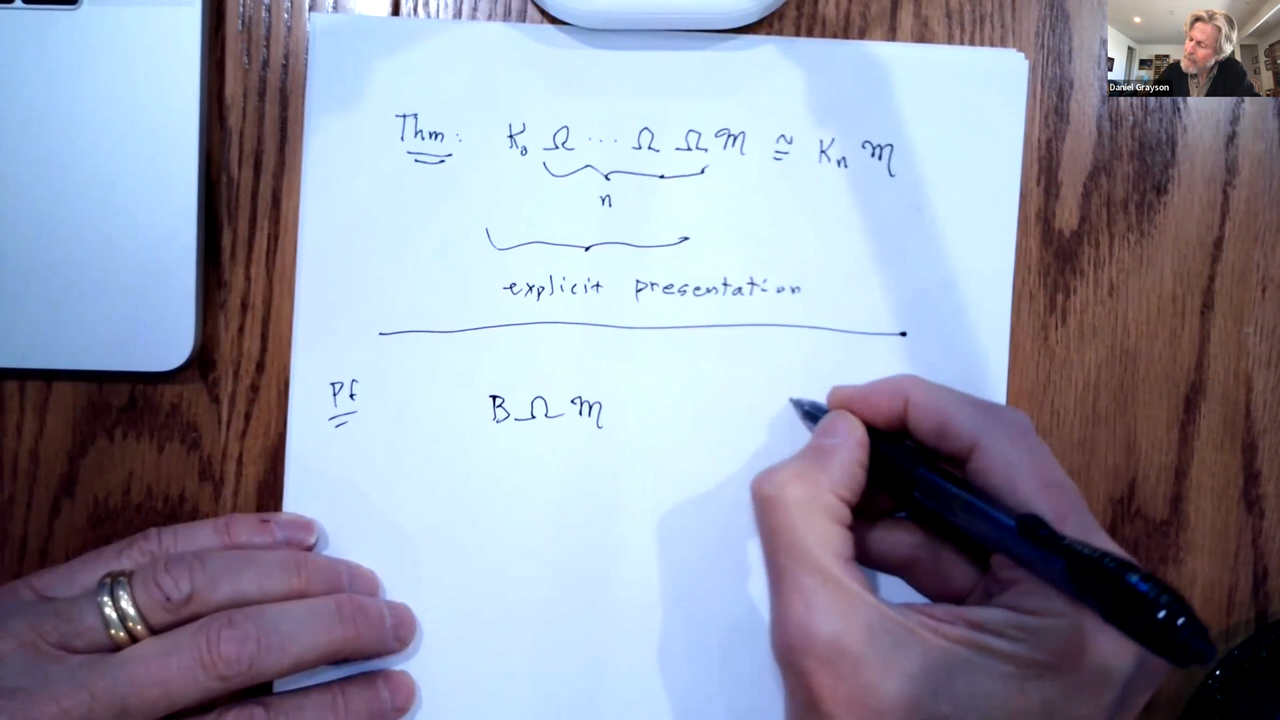 Daniel Grayson
Thm: K₀ Ω ⋯ Ω Ω 𝓜 ≅ Kₙ 𝓜
n
explicit presentation
Pf B Ω 𝓜